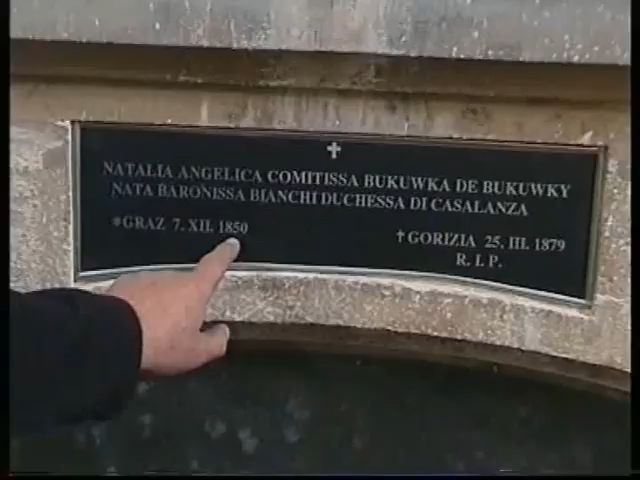 NATALIA ANGELICA COMITISSA BUKUWKA DE BUKUWKY
NATA BARONISSA BIANCHI DUCHESSA DI CASALANZA
*GRAZ 7. XII. 1850
†GORIZIA 25. III. 1879
R. I P.